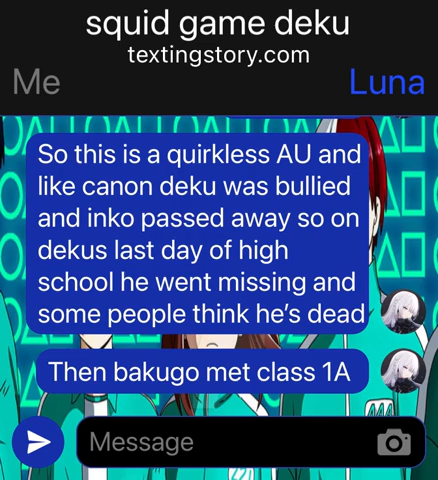 squid game deku
textingstory.com
Me Luna
So this is a quirkless AU and
like canon deku was bullied
and inko passed away so on
dekus last day of high
school he went missing and
some people think he's dead
Then bakugo met class 1A
Message